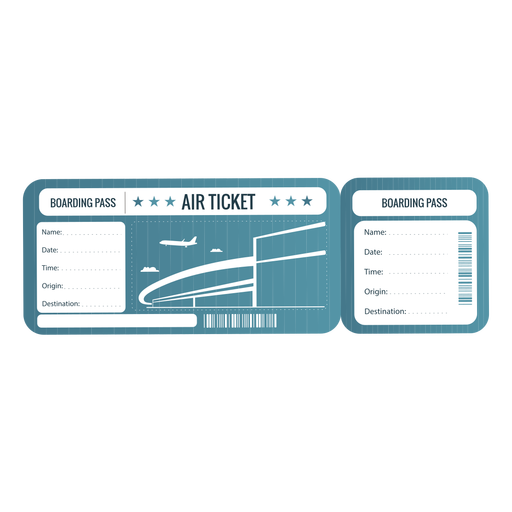 BOARDING PASS AIR TICKET
Name:
Date:
Time:
Origin:
Destination:
BOARDING PASS
Name:
Date:
Time:
Origin:
Destination: